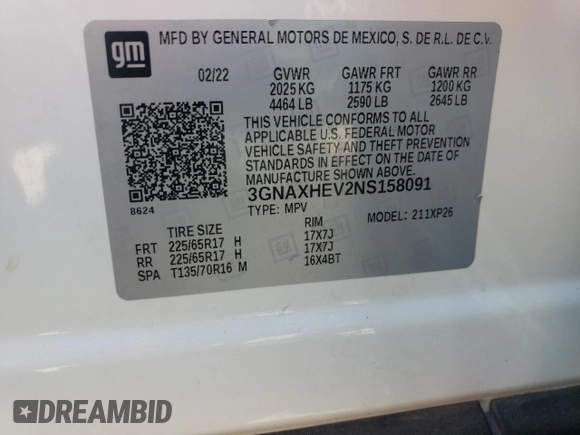 gm
MFD BY GENERAL MOTORS DE MEXICO, S. DE R.L. DE C.V.
02/22 GVWR GAWR FRT GAWR RR
2025 KG 1175 KG 1200 KG
4464 LB 2590 LB 2645 LB
THIS VEHICLE CONFORMS TO ALL
APPLICABLE U.S. FEDERAL MOTOR
VEHICLE SAFETY AND THEFT PREVENTION
STANDARDS IN EFFECT ON THE DATE OF
MANUFACTURE SHOWN ABOVE.
3GNAXHEV2NS158091
8624
TYPE: MPV MODEL: 211XP26
TIRE SIZE RIM
FRT 225/65R17 H 17X7J
RR 225/65R17 H 17X7J
SPA T135/70R16 M 16X4BT
DREAMBID